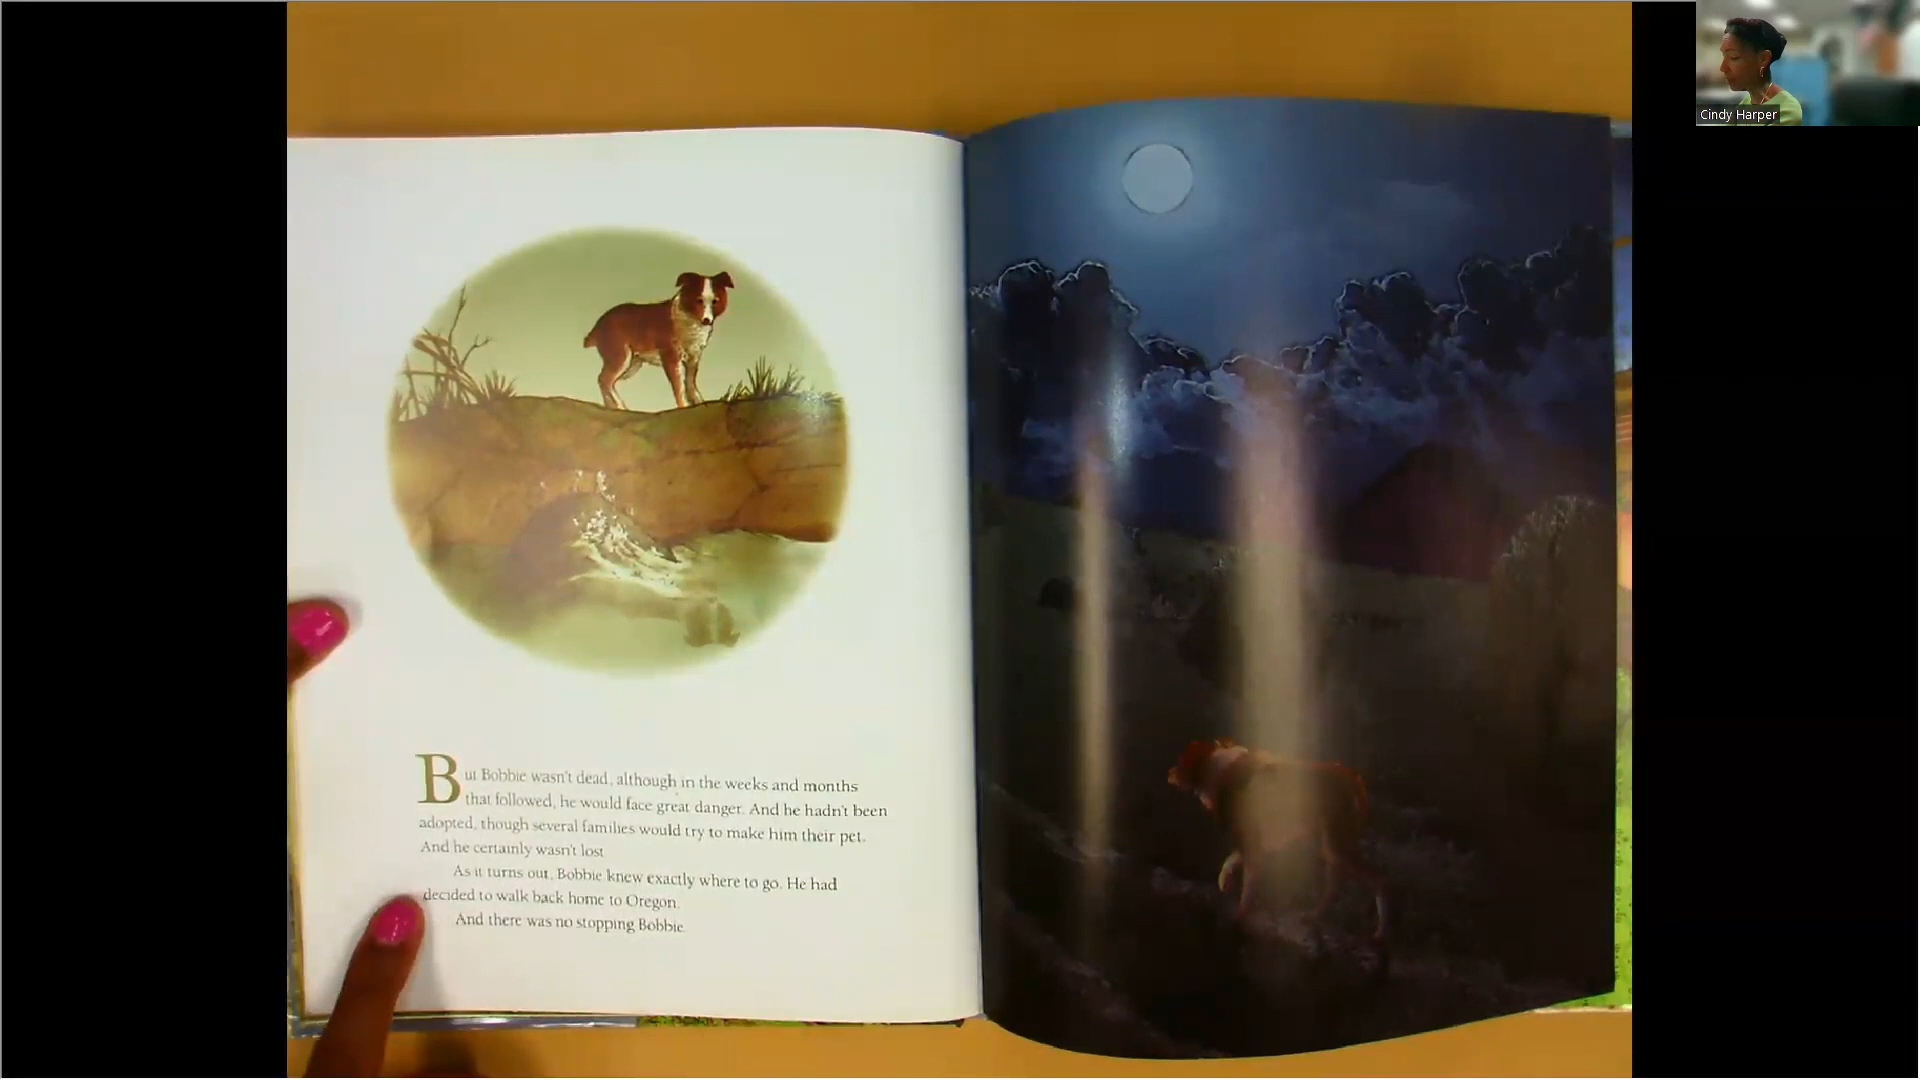 Cindy Harper
But Bobbie wasn't dead, although in the weeks and months
that followed, he would face great danger. And he hadn't been
adopted, though several families would try to make him their pet.
And he certainly wasn't lost.
As it turns out, Bobbie knew exactly where to go. He had
decided to walk back home to Oregon.
And there was no stopping Bobbie.